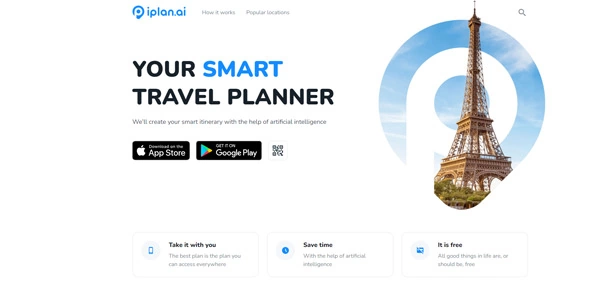 iplan.ai
How it works
Popular locations
YOUR SMART
TRAVEL PLANNER
We'll create your smart itinerary with the help of artificial intelligence
Download on the
App Store
GET IT ON
Google Play
Take it with you
The best plan is the plan you
can access everywhere
Save time
With the help of artificial
intelligence
It is free
All good things in life are, or
should be, free